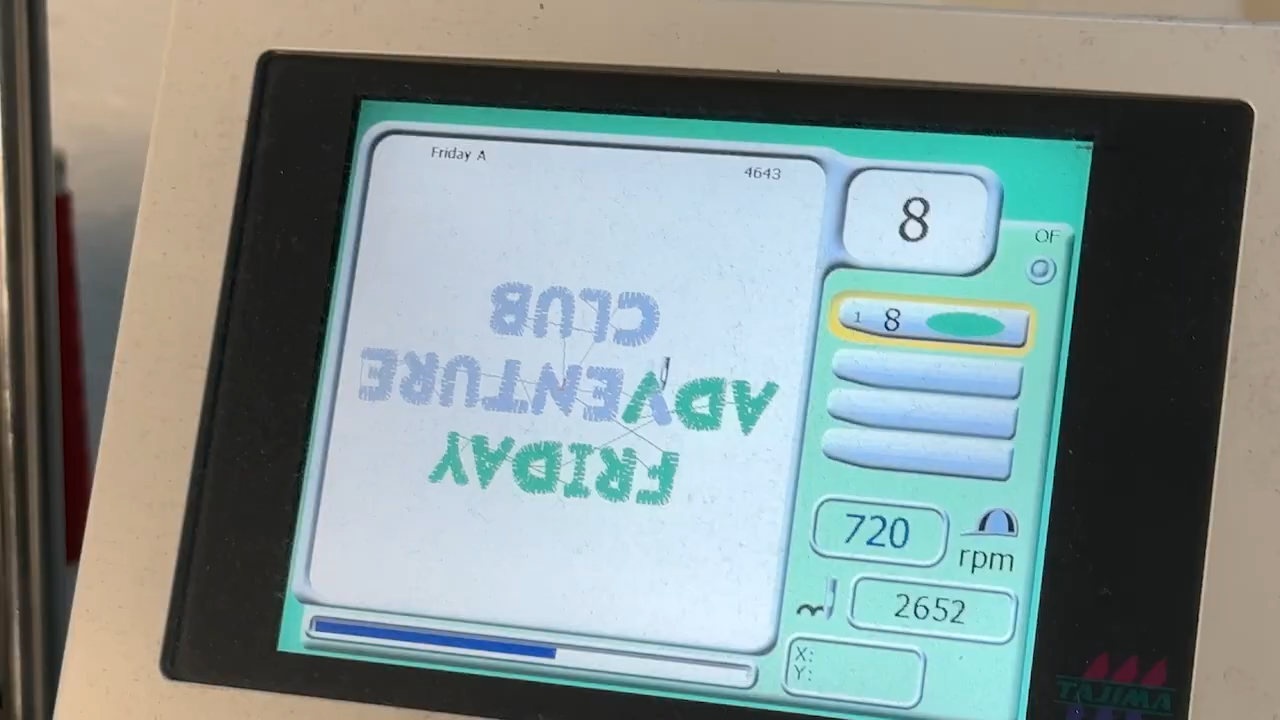 Friday A
4643
8
OF
1 8
FRIDAY
ADVENTURE
CLUB
720
rpm
2652
X:
Y:
TAJIMA